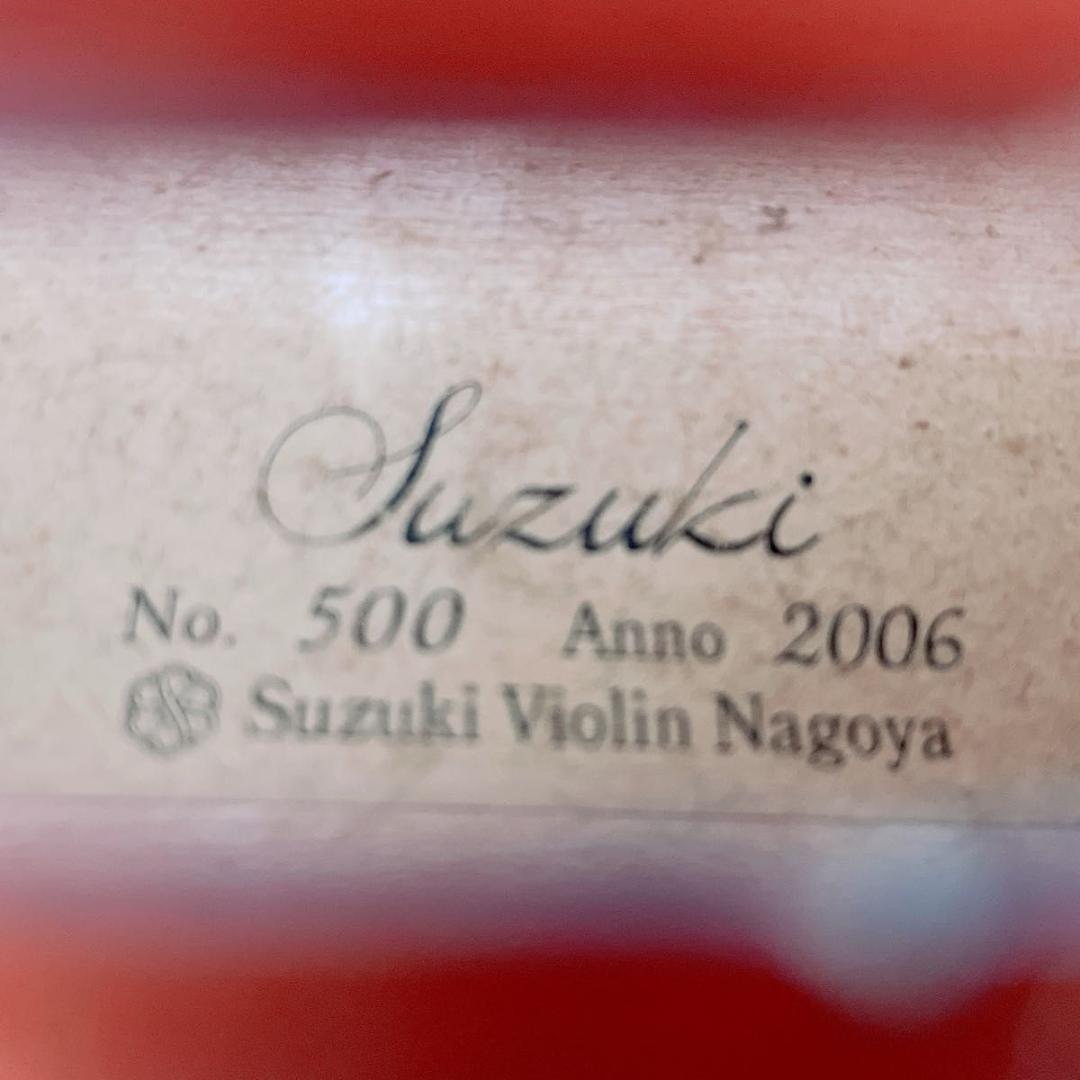 Suzuki
No. 500 Anno 2006
Suzuki Violin Nagoya